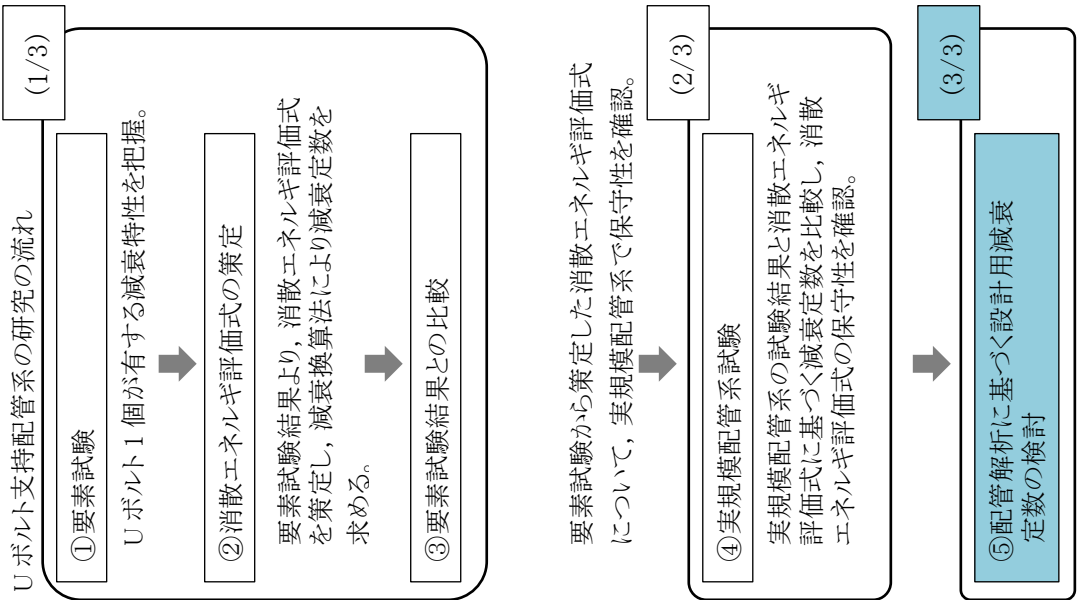 Uボルト支持配管系の研究の流れ
(1/3)
①要素試験
Uボルト1個が有する減衰特性を把握。
②消散エネルギ評価式の策定
要素試験結果より,消散エネルギ評価式
を策定し,減衰換算法により減衰定数を
求める。
③要素試験結果との比較
要素試験から策定した消散エネルギ評価式
について,実規模配管系で保守性を確認。
(2/3)
④実規模配管系試験
実規模配管系の試験結果と消散エネルギ
評価式に基づく減衰定数を比較し,消散
エネルギ評価式の保守性を確認。
(3/3)
⑤配管解析に基づく設計用減衰
定数の検討